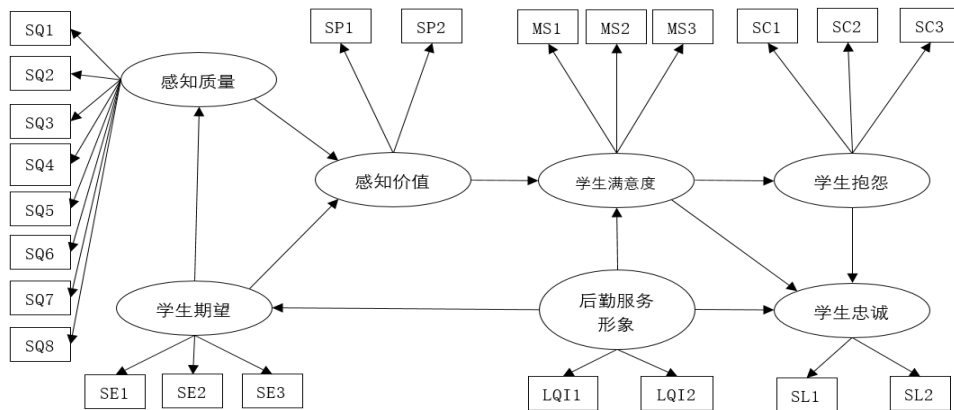 SQ1
SQ2
SQ3
SQ4
SQ5
SQ6
SQ7
SQ8
感知质量
SP1
SP2
感知价值
MS1
MS2
MS3
学生满意度
SC1
SC2
SC3
学生抱怨
学生期望
SE1
SE2
SE3
后勤服务
形象
LQI1
LQI2
学生忠诚
SL1
SL2